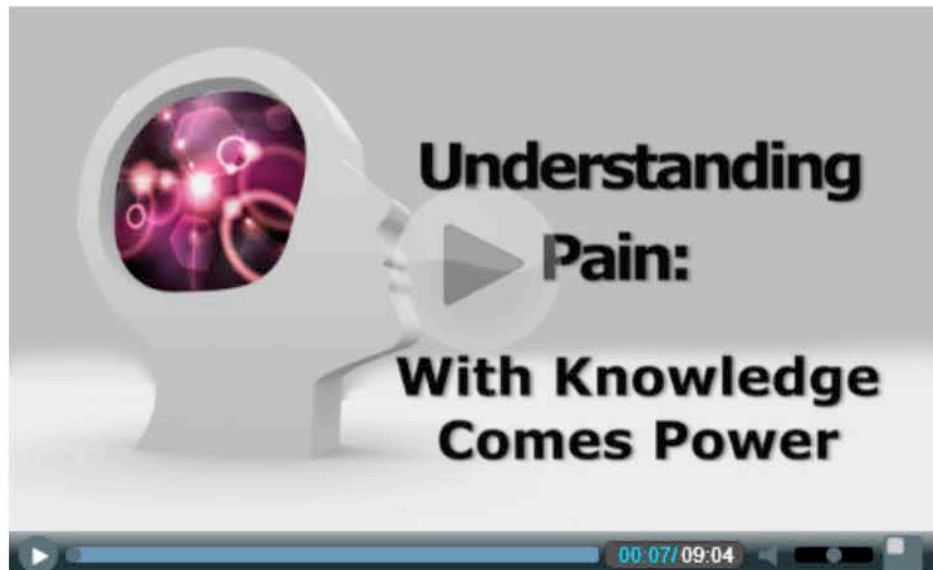 Understanding
Pain:
With Knowledge
Comes Power
00:07/09:04